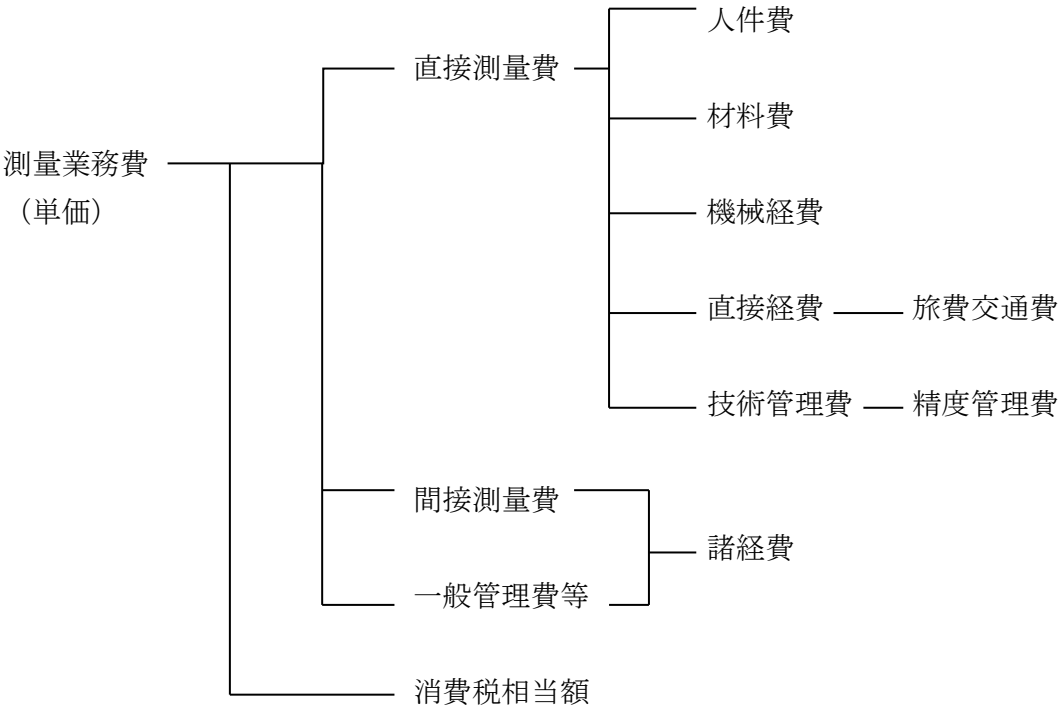 人件費
直接測量費
材料費
測量業務費
（単価）
機械経費
直接経費
旅費交通費
技術管理費
精度管理費
間接測量費
諸経費
一般管理費等
消費税相当額